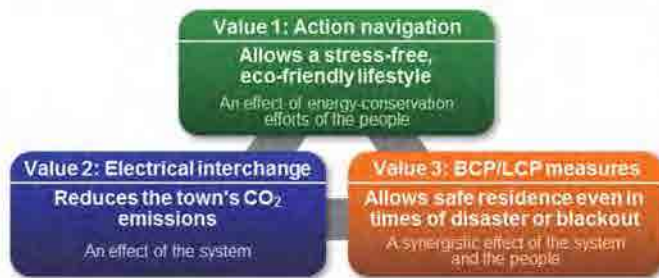 Value 1: Action navigation
Allows a stress-free,
eco-friendly lifestyle
An effect of energy-conservation
efforts of the people
Value 2: Electrical interchange
Reduces the town's CO₂
emissions
An effect of the system
Value 3: BCP/LCP measures
Allows safe residence even in
times of disaster or blackout
A synergistic effect of the system
and the people